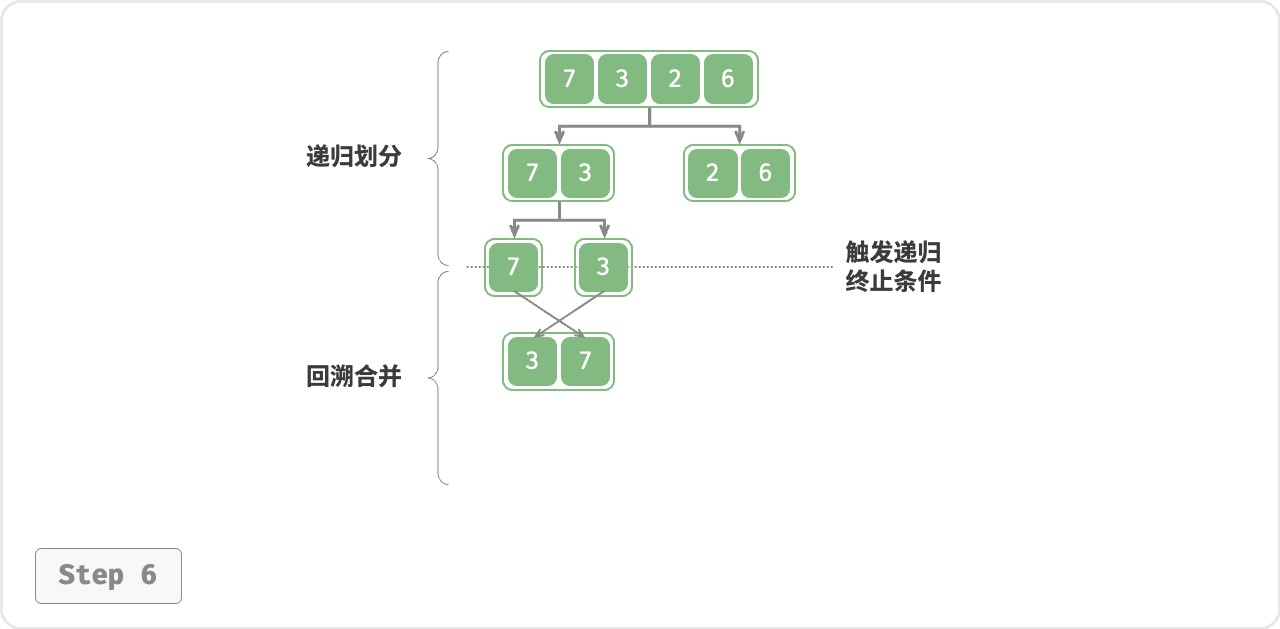 7 3 2 6
递归划分
7 3
2 6
7
3
触发递归
终止条件
3 7
回溯合并
Step 6